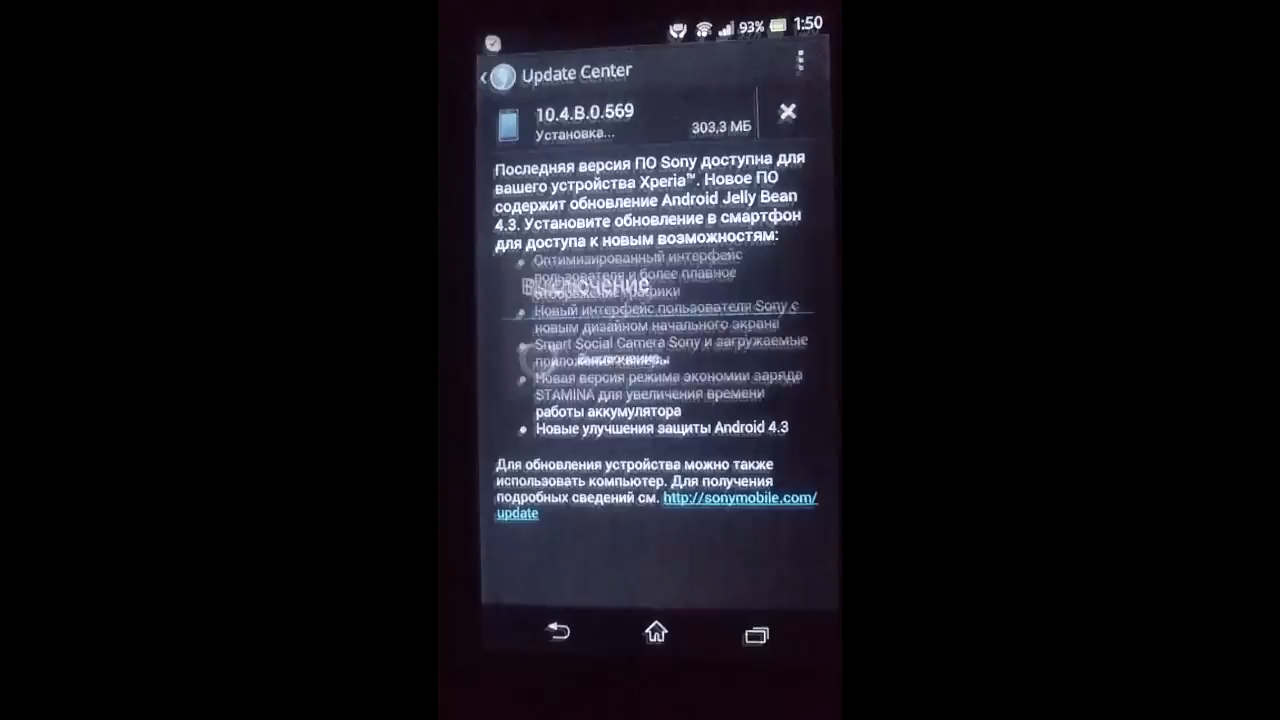 93% 1:50
Update Center
10.4.B.0.569
Установка... 303,3 МБ
Последняя версия ПО Sony доступна для
вашего устройства Xperia™. Новое ПО
содержит обновление Android Jelly Bean
4.3. Установите обновление в смартфон
для доступа к новым возможностям:
• Оптимизированный интерфейс
пользователя и более плавное
отображение графики
Выключение
• Новый интерфейс пользователя Sony с
новым дизайном начального экрана
• Smart Social Camera Sony и загружаемые
приложения камеры
Выключение...
• Новая версия режима экономии заряда
STAMINA для увеличения времени
работы аккумулятора
• Новые улучшения защиты Android 4.3
Для обновления устройства можно также
использовать компьютер. Для получения
подробных сведений см. http://sonymobile.com/
update